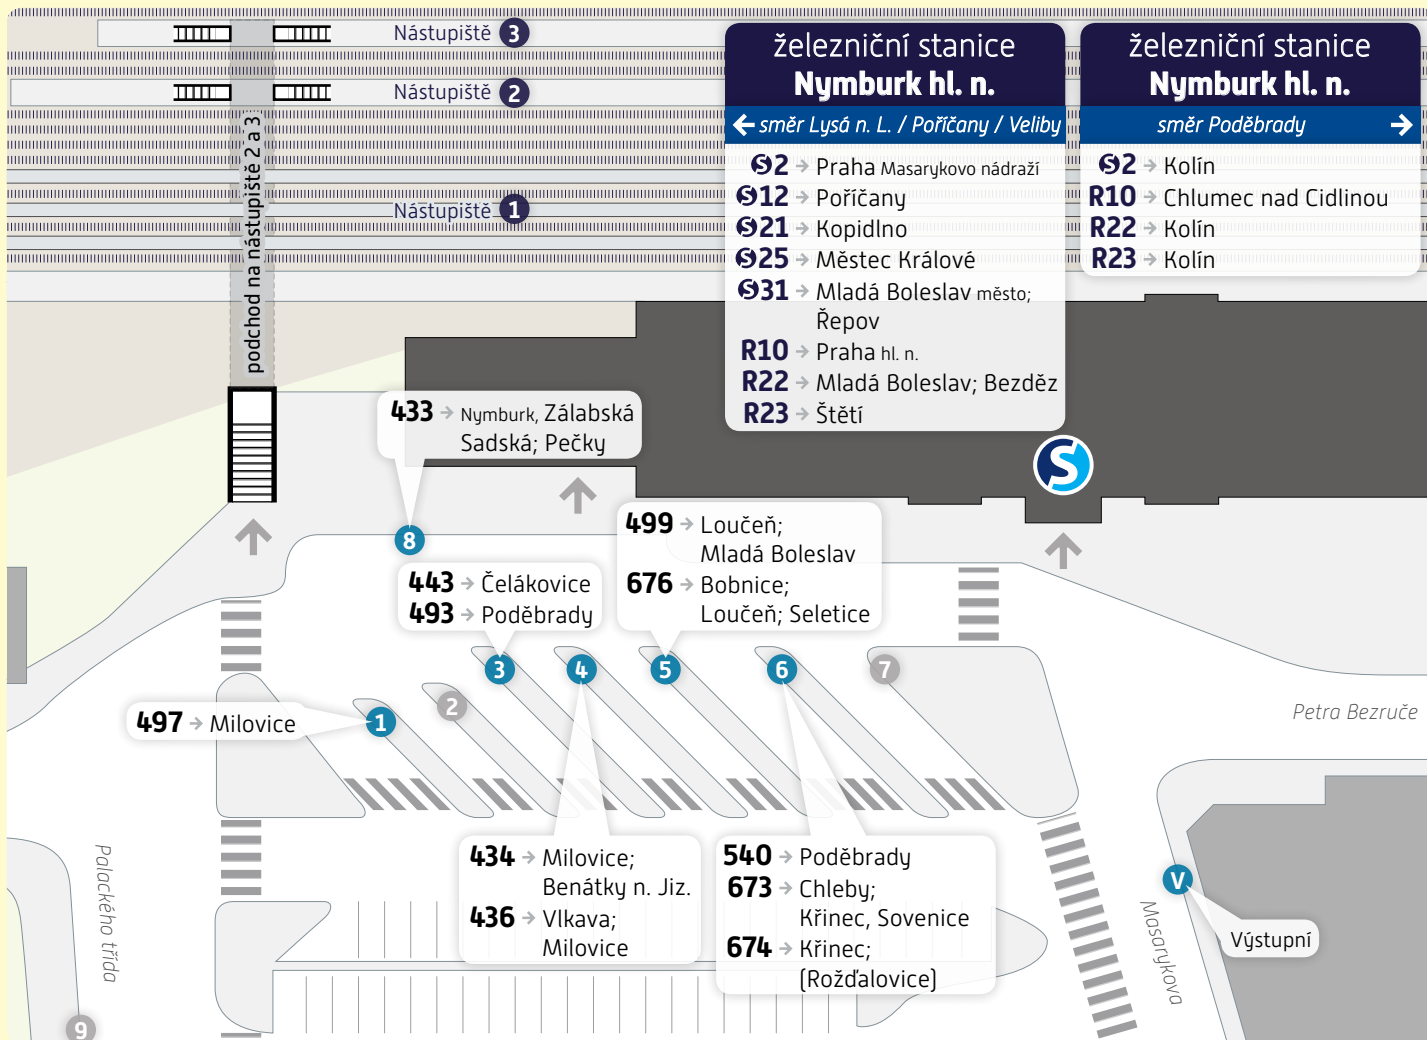 Nástupiště 3
Nástupiště 2
Nástupiště 1
podchod na nástupiště 2 a 3
železniční stanice
Nymburk hl. n.
← směr Lysá n. L. / Poříčany / Veliby
S2 → Praha Masarykovo nádraží
S12 → Poříčany
S21 → Kopidlno
S25 → Městec Králové
S31 → Mladá Boleslav město;
Řepov
R10 → Praha hl. n.
R22 → Mladá Boleslav; Bezděz
R23 → Štětí
železniční stanice
Nymburk hl. n.
směr Poděbrady →
S2 → Kolín
R10 → Chlumec nad Cidlinou
R22 → Kolín
R23 → Kolín
S
433 → Nymburk, Zálabská
Sadská; Pečky
8
443 → Čelákovice
493 → Poděbrady
3
499 → Loučeň;
Mladá Boleslav
676 → Bobnice;
Loučeň; Seletice
5
4
6
7
2
497 → Milovice
1
Petra Bezruče
434 → Milovice;
Benátky n. Jiz.
436 → Vlkava;
Milovice
540 → Poděbrady
673 → Chleby;
Křinec, Sovenice
674 → Křinec;
(Rožďalovice)
Palackého třída
9
Masarykova
V
Výstupní